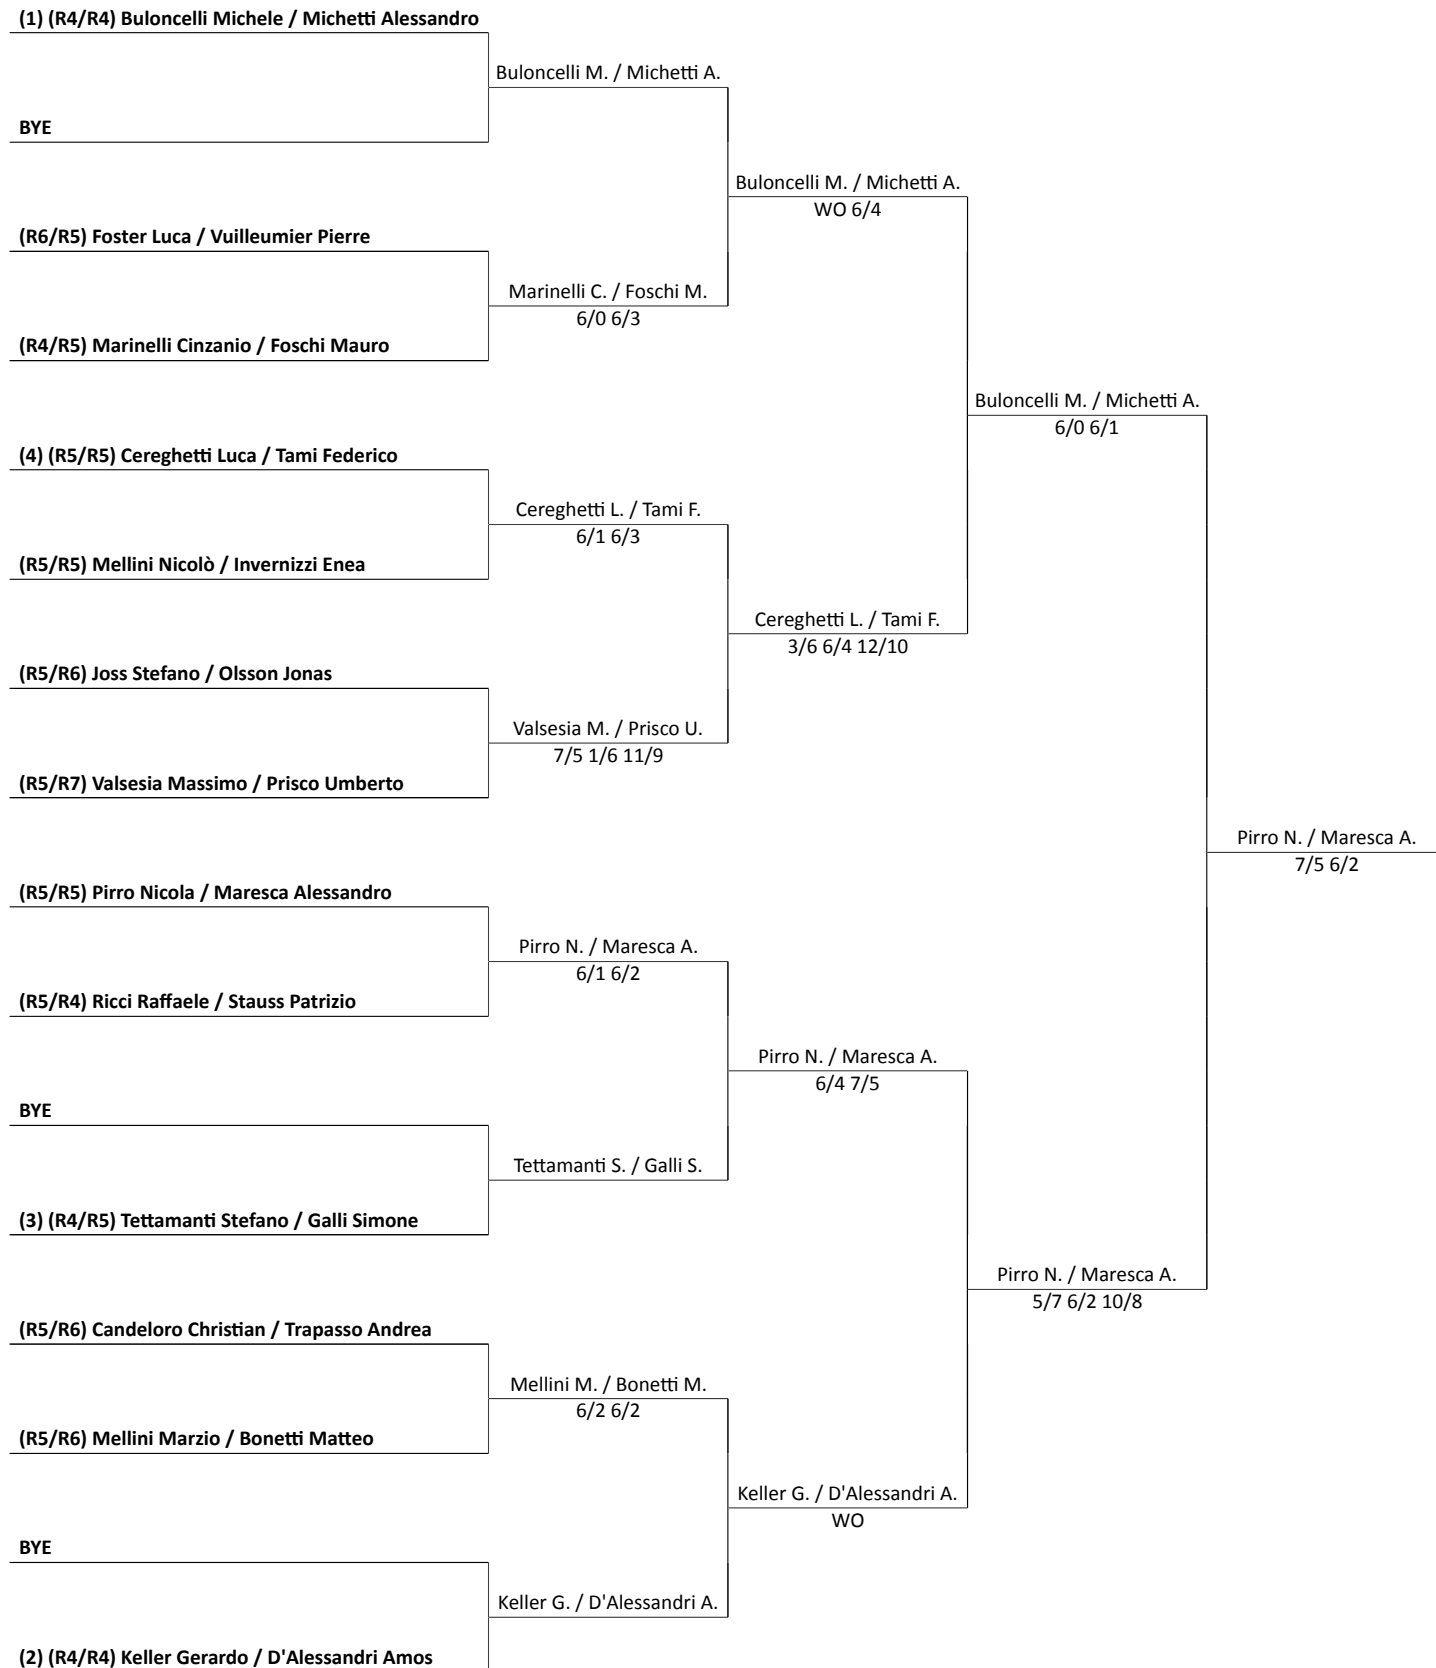 (1) (R4/R4) Buloncelli Michele / Michetti Alessandro
Buloncelli M. / Michetti A.
BYE
Buloncelli M. / Michetti A.
WO 6/4
(R6/R5) Foster Luca / Vuilleumier Pierre
Marinelli C. / Foschi M.
6/0 6/3
(R4/R5) Marinelli Cinzanio / Foschi Mauro
Buloncelli M. / Michetti A.
6/0 6/1
(4) (R5/R5) Cereghetti Luca / Tami Federico
Cereghetti L. / Tami F.
6/1 6/3
(R5/R5) Mellini Nicolò / Invernizzi Enea
Cereghetti L. / Tami F.
3/6 6/4 12/10
(R5/R6) Joss Stefano / Olsson Jonas
Valsesia M. / Prisco U.
7/5 1/6 11/9
(R5/R7) Valsesia Massimo / Prisco Umberto
Pirro N. / Maresca A.
7/5 6/2
(R5/R5) Pirro Nicola / Maresca Alessandro
Pirro N. / Maresca A.
6/1 6/2
(R5/R4) Ricci Raffaele / Stauss Patrizio
Pirro N. / Maresca A.
6/4 7/5
BYE
Tettamanti S. / Galli S.
(3) (R4/R5) Tettamanti Stefano / Galli Simone
Pirro N. / Maresca A.
5/7 6/2 10/8
(R5/R6) Candeloro Christian / Trapasso Andrea
Mellini M. / Bonetti M.
6/2 6/2
(R5/R6) Mellini Marzio / Bonetti Matteo
Keller G. / D'Alessandri A.
WO
BYE
Keller G. / D'Alessandri A.
(2) (R4/R4) Keller Gerardo / D'Alessandri Amos